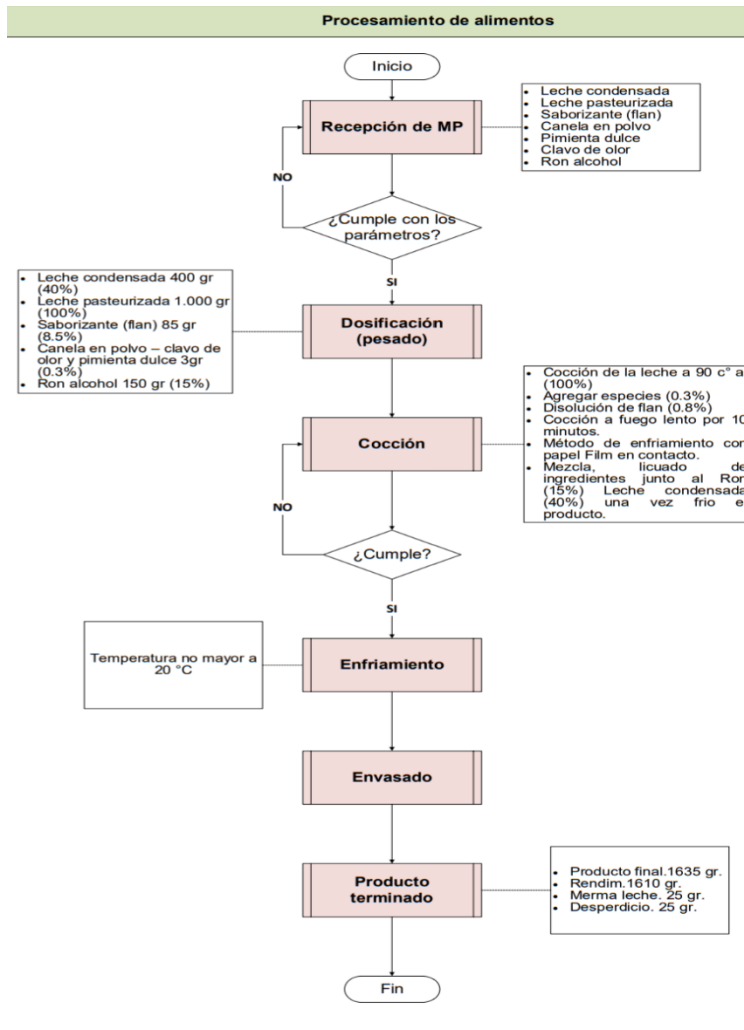 Procesamiento de alimentos
Inicio
Recepción de MP
• Leche condensada
• Leche pasteurizada
• Saborizante (flan)
• Canela en polvo
• Pimienta dulce
• Clavo de olor
• Ron alcohol
NO
¿Cumple con los
parámetros?
SI
• Leche condensada 400 gr
(40%)
• Leche pasteurizada 1.000 gr
(100%)
• Saborizante (flan) 85 gr
(8.5%)
• Canela en polvo – clavo de
olor y pimienta dulce 3gr
(0.3%)
• Ron alcohol 150 gr (15%)
Dosificación
(pesado)
• Cocción de la leche a 90 c° a
(100%)
• Agregar especies (0.3%)
• Disolución de flan (0.8%)
• Cocción a fuego lento por 10
minutos.
• Método de enfriamiento con
papel Film en contacto.
• Mezcla, licuado de
ingredientes junto al Ron
(15%) Leche condensada
(40%) una vez frio e
producto.
Cocción
NO
¿Cumple?
SI
Temperatura no mayor a
20 °C
Enfriamiento
Envasado
Producto
terminado
• Producto final.1635 gr.
• Rendim.1610 gr.
• Merma leche. 25 gr.
• Desperdicio. 25 gr.
Fin